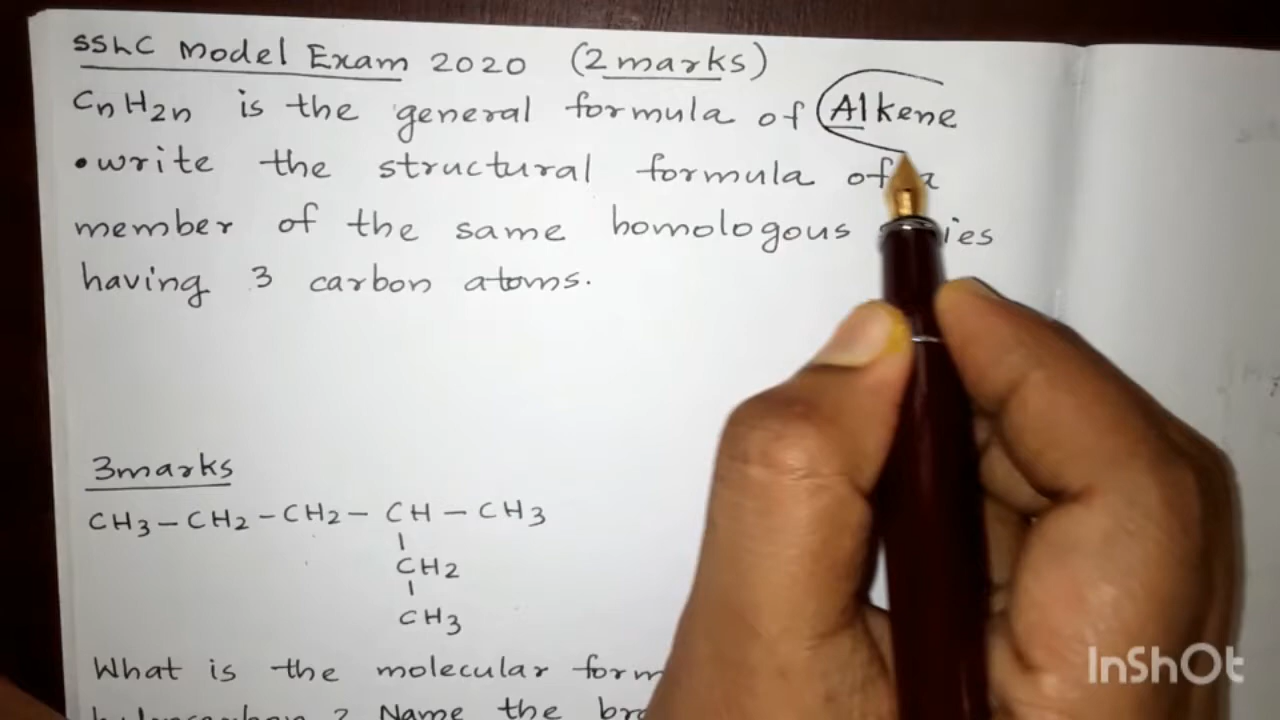 SSLC Model Exam 2020 (2 marks)
CnH2n is the general formula of Alkene
•write the structural formula of a
member of the same homologous
having 3 carbon atoms.
3marks
CH3-CH2-CH2-CH-CH3
CH2
CH3
What is the molecular
Name the
InShOt